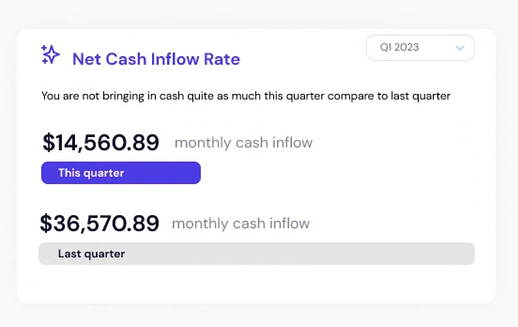 Net Cash Inflow Rate
Q1 2023
You are not bringing in cash quite as much this quarter compare to last quarter
$14,560.89 monthly cash inflow
This quarter
$36,570.89 monthly cash inflow
Last quarter